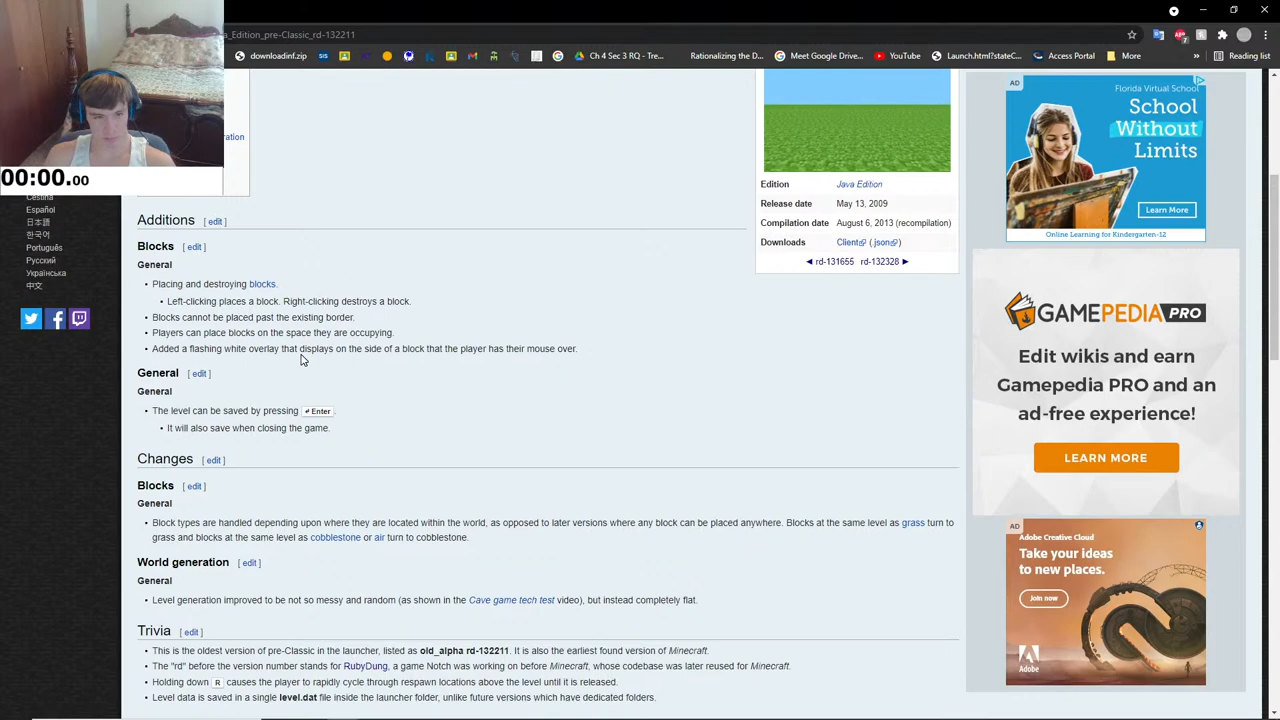 a_Edition_pre-Classic_rd-132211
downloadinf.zip
SIS
Ch 4 Sec 3 RQ - Tre...
Rationalizing the D...
Google Meet Google Drive...
YouTube
Launch.html?stateC...
Access Portal
More
Reading list
ration
00:00.00
Čeština
Español
日本語
한국어
Português
Русский
Українська
中文
Additions [ edit ]
Blocks [ edit ]
General
Placing and destroying blocks.
Left-clicking places a block. Right-clicking destroys a block.
Blocks cannot be placed past the existing border.
Players can place blocks on the space they are occupying.
Added a flashing white overlay that displays on the side of a block that the player has their mouse over.
General [ edit ]
General
The level can be saved by pressing ↵ Enter.
It will also save when closing the game.
Changes [ edit ]
Blocks [ edit ]
General
Block types are handled depending upon where they are located within the world, as opposed to later versions where any block can be placed anywhere. Blocks at the same level as grass turn to
grass and blocks at the same level as cobblestone or air turn to cobblestone.
World generation [ edit ]
General
Level generation improved to be not so messy and random (as shown in the Cave game tech test video), but instead completely flat.
Trivia [ edit ]
This is the oldest version of pre-Classic in the launcher, listed as old_alpha rd-132211. It is also the earliest found version of Minecraft.
The "rd" before the version number stands for RubyDung, a game Notch was working on before Minecraft, whose codebase was later reused for Minecraft.
Holding down R causes the player to rapidly cycle through respawn locations above the level until it is released.
Level data is saved in a single level.dat file inside the launcher folder, unlike future versions which have dedicated folders.
Edition Java Edition
Release date May 13, 2009
Compilation date August 6, 2013 (recompilation)
Downloads Client (.json)
◄ rd-131655 rd-132328 ►
AD
Florida Virtual School
School
Without
Limits
Learn More
Online Learning for Kindergarten-12
GAMEPEDIA PRO
Edit wikis and earn
Gamepedia PRO and an
ad-free experience!
LEARN MORE
AD
Adobe Creative Cloud
Take your ideas
to new places.
Join now
Adobe